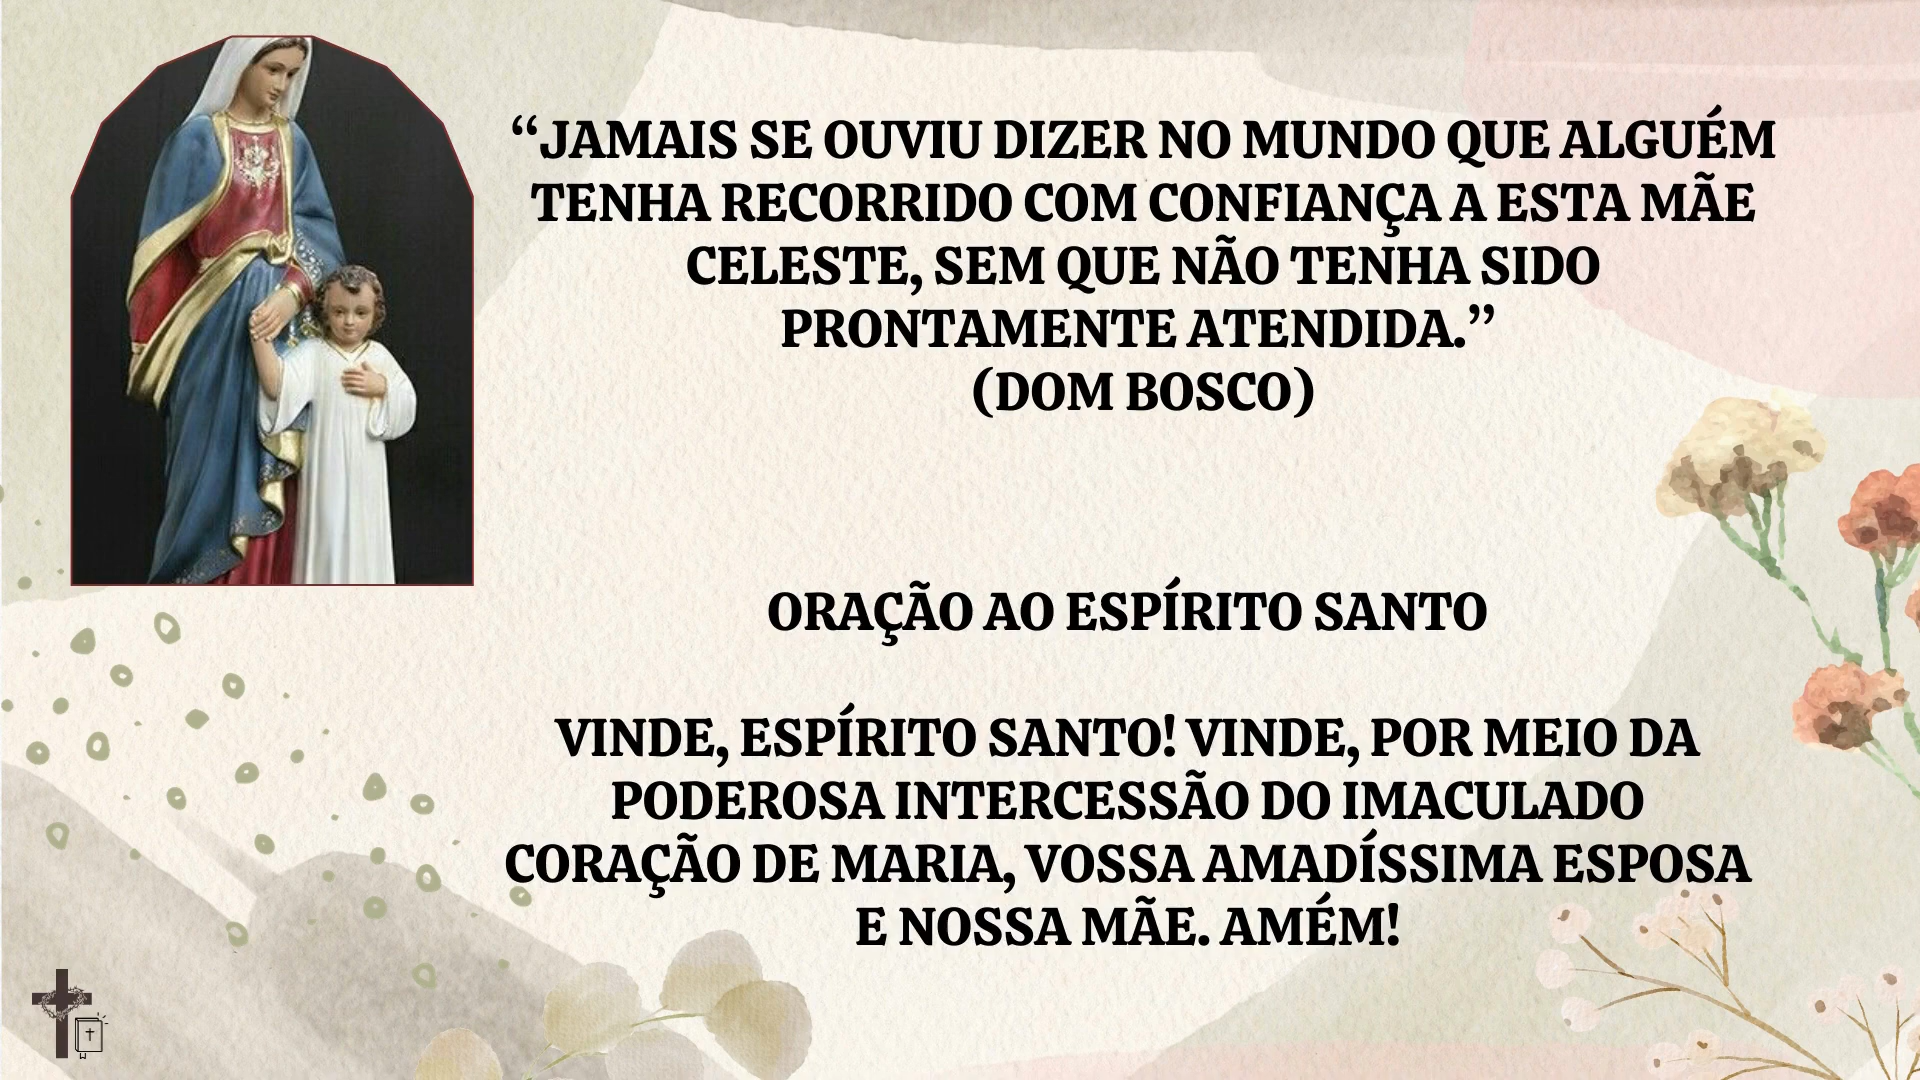 “JAMAIS SE OUVIU DIZER NO MUNDO QUE ALGUÉM
TENHA RECORRIDO COM CONFIANÇA A ESTA MÃE
CELESTE, SEM QUE NÃO TENHA SIDO
PRONTAMENTE ATENDIDA.”
(DOM BOSCO)
ORAÇÃO AO ESPÍRITO SANTO
VINDE, ESPÍRITO SANTO! VINDE, POR MEIO DA
PODEROSA INTERCESSÃO DO IMACULADO
CORAÇÃO DE MARIA, VOSSA AMADÍSSIMA ESPOSA
E NOSSA MÃE. AMÉM!